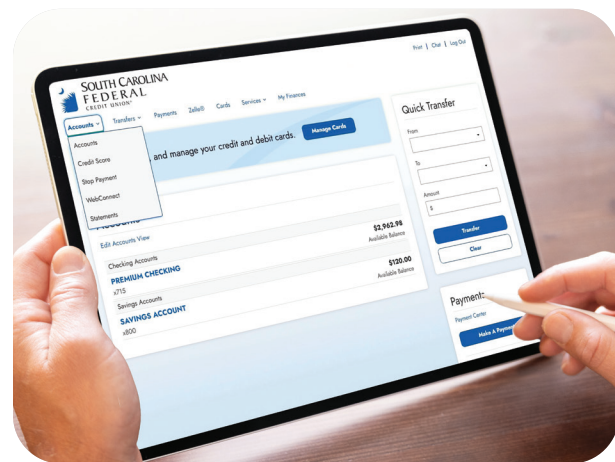 SOUTH CAROLINA
FEDERAL
CREDIT UNION®
Print | Chat | Log Out
Accounts Transfers Payments Zelle® Cards Services My Finances
Accounts
Credit Score
Stop Payment
WebConnect
Statements
and manage your credit and debit cards.
Manage Cards
Accounts
Edit Accounts View
Checking Accounts
PREMIUM CHECKING
x715
$2,962.98
Available Balance
Savings Accounts
SAVINGS ACCOUNT
x800
$120.00
Available Balance
Quick Transfer
From
To
Amount
$
Transfer
Clear
Payments
Payment Center
Make A Payment